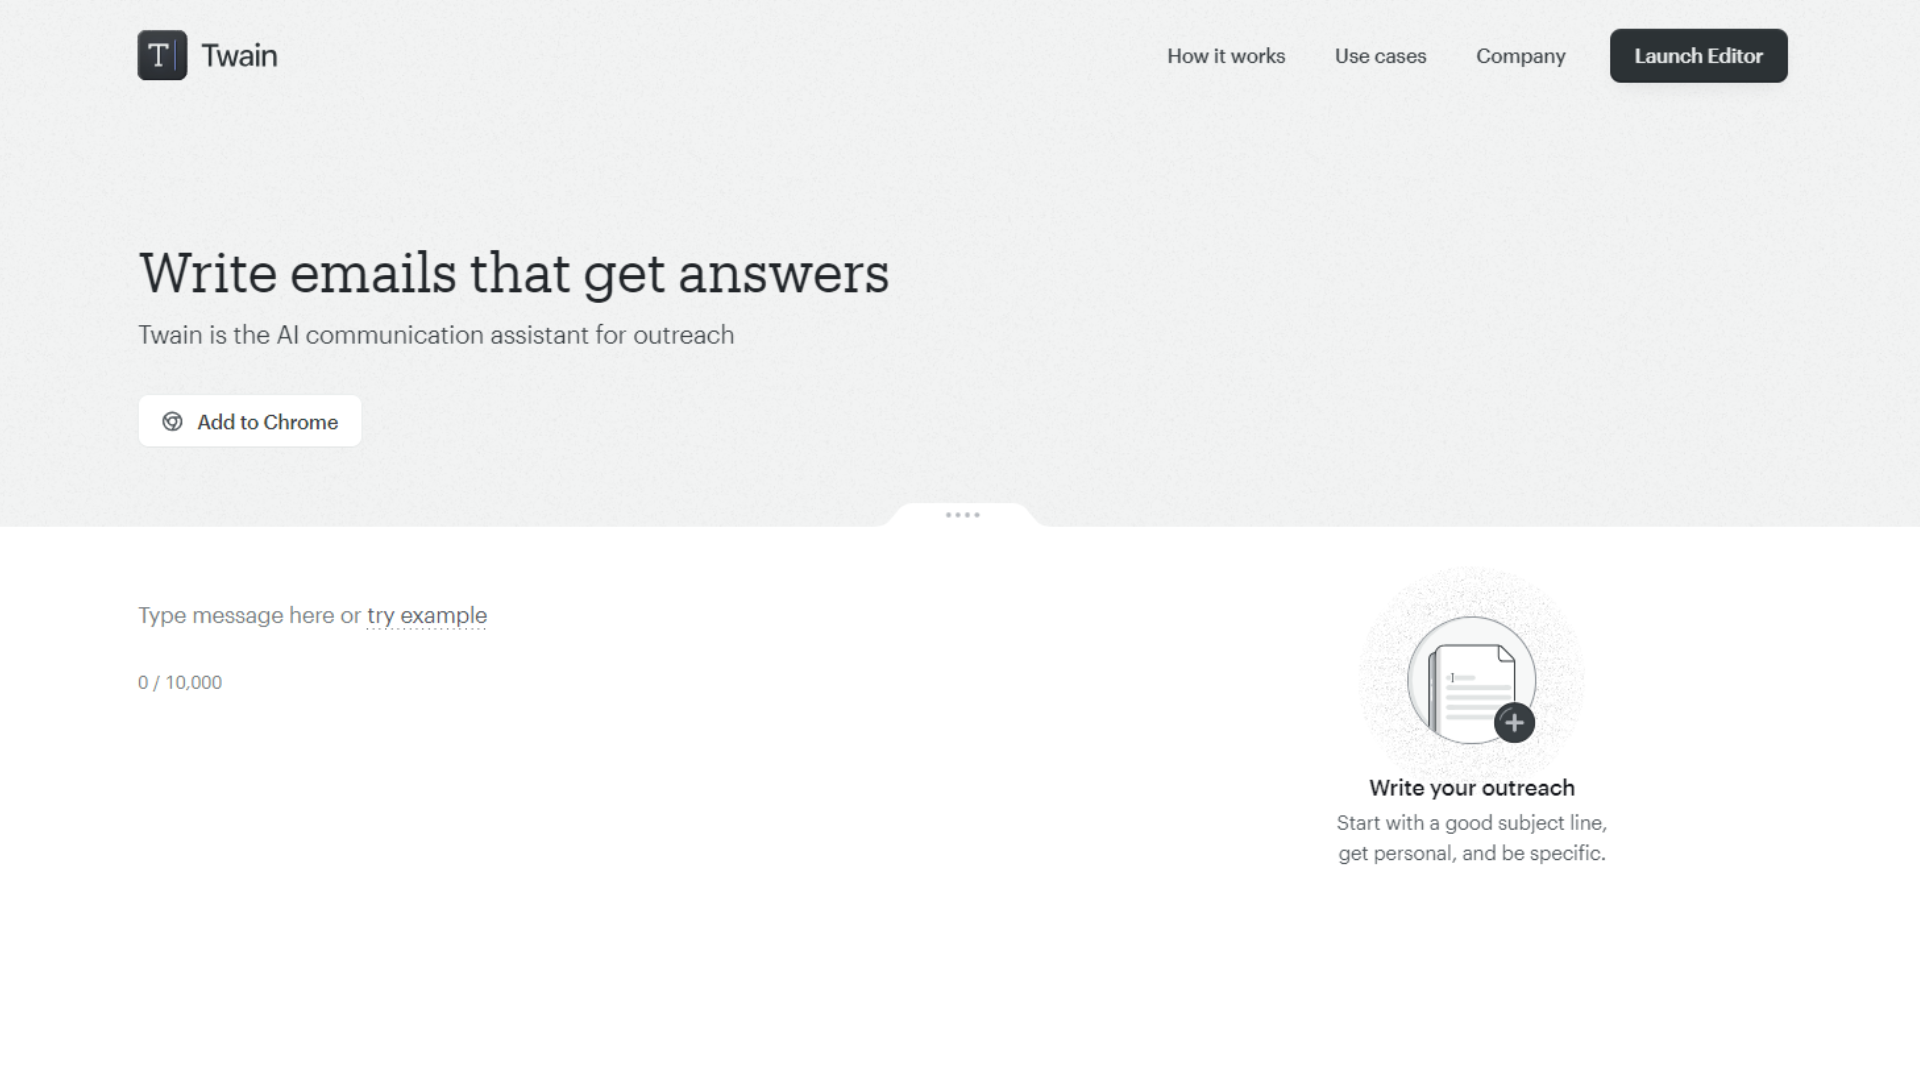 T
Twain
How it works
Use cases
Company
Launch Editor
Write emails that get answers
Twain is the AI communication assistant for outreach
Add to Chrome
Type message here or try example
0 / 10,000
Write your outreach
Start with a good subject line,
get personal, and be specific.